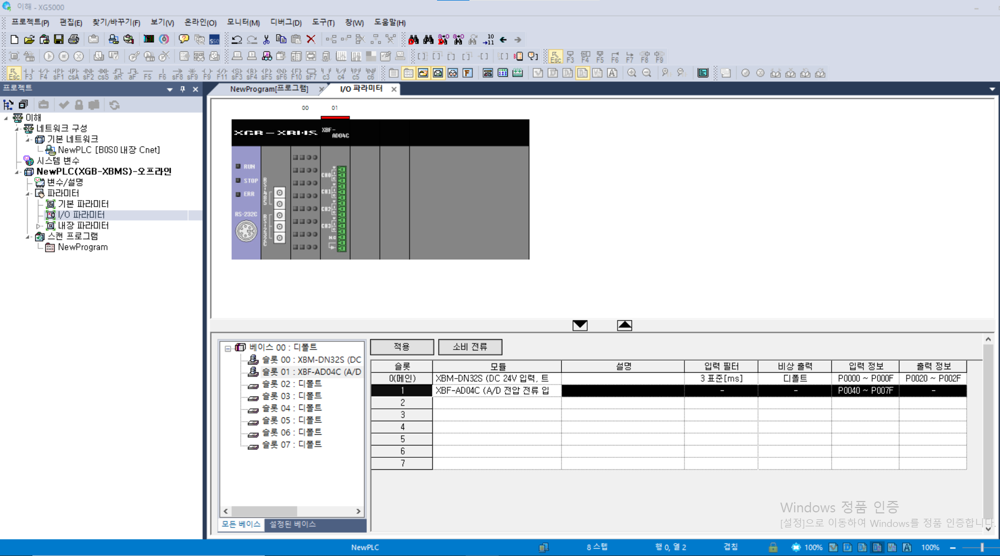 이해 - XG5000
프로젝트(P) 편집(E) 찾기/바꾸기(F) 보기(V) 온라인(O) 모니터(M) 디버그(D) 도구(T) 창(W) 도움말(H)
Esc F3 F4 F5 F6 F7 F8 F9
Esc F3 F4 sF1 csA sF2 csS aR aF F5 F6 sF8 sF9 F9 F11 sF3 sF4 sF5 sF6 F10 sF7 c3 c4 c5 c6
프로젝트
NewProgram[프로그램] I/O 파라미터
이해
네트워크 구성
기본 네트워크
NewPLC [B0S0 내장 Cnet]
시스템 변수
NewPLC(XGB-XBMS)-오프라인
변수/설명
파라미터
기본 파라미터
I/O 파라미터
내장 파라미터
스캔 프로그램
NewProgram
00 01
XGB - XBMS XBF-
AD04C
RUN
STOP
ERR
RS-232C
RS-485
RS-232C
CH0
CH1
CH2
CH3
N.C
베이스 00 : 디폴트
슬롯 00 : XBM-DN32S (DC
슬롯 01 : XBF-AD04C (A/D
슬롯 02 : 디폴트
슬롯 03 : 디폴트
슬롯 04 : 디폴트
슬롯 05 : 디폴트
슬롯 06 : 디폴트
슬롯 07 : 디폴트
모든 베이스 설정된 베이스
적용 소비 전류
슬롯 모듈 설명 입력 필터 비상 출력 입력 정보 출력 정보
0(메인) XBM-DN32S (DC 24V 입력, 트 3 표준[ms] 디폴트 P0000 ~ P000F P0020 ~ P002F
1 XBF-AD04C (A/D 전압 전류 입 - - P0040 ~ P007F -
2
3
4
5
6
7
Windows 정품 인증
[설정]으로 이동하여 Windows를 정품 인증합니다.
NewPLC 8 스텝 행 0, 열 2 겹침 100% 100%